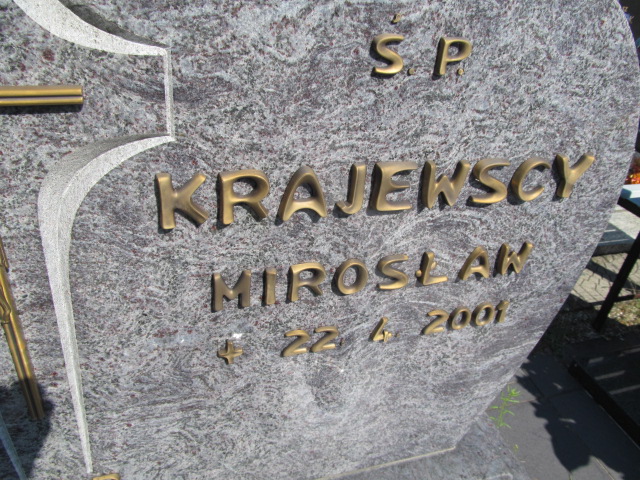 Ś.P.
KRAJEWSCY
MIROSŁAW
+ 22.4.2001